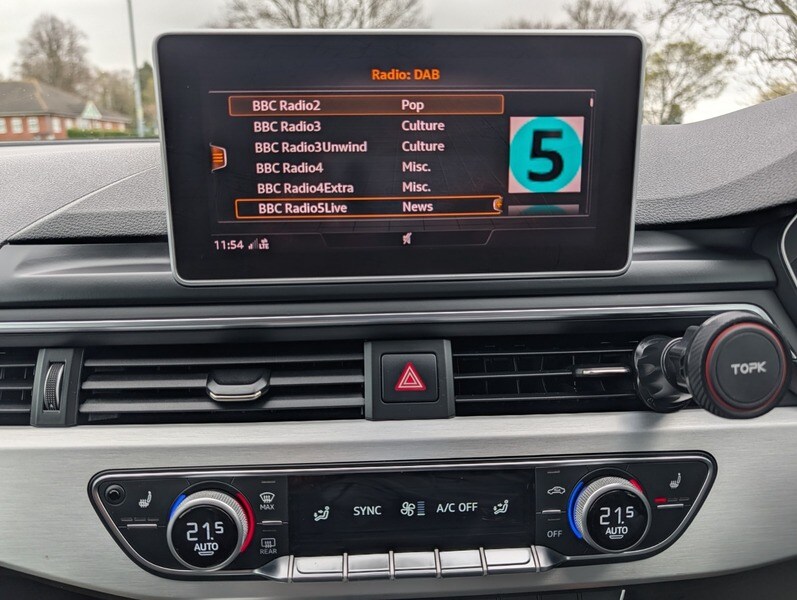 Radio: DAB
BBC Radio2 Pop
BBC Radio3 Culture
BBC Radio3Unwind Culture
BBC Radio4 Misc.
BBC Radio4Extra Misc.
BBC Radio5Live News
5
11:54 LTE
TOPK
MAX
SYNC
A/C OFF
21.5
AUTO
REAR
OFF
21.5
AUTO